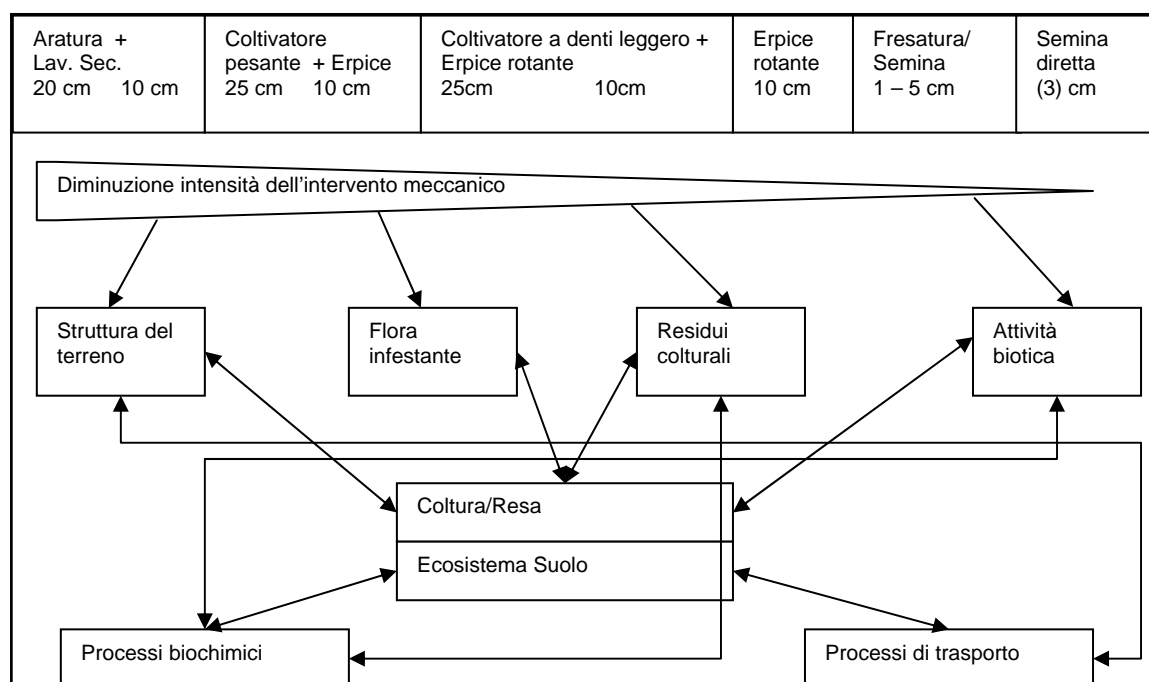 Aratura +
Lav. Sec.
20 cm 10 cm
Coltivatore
pesante + Erpice
25 cm 10 cm
Coltivatore a denti leggero +
Erpice rotante
25cm 10cm
Erpice
rotante
10 cm
Fresatura/
Semina
1 – 5 cm
Semina
diretta
(3) cm
Diminuzione intensità dell’intervento meccanico
Struttura del
terreno
Flora
infestante
Residui
colturali
Attività
biotica
Coltura/Resa
Ecosistema Suolo
Processi biochimici
Processi di trasporto